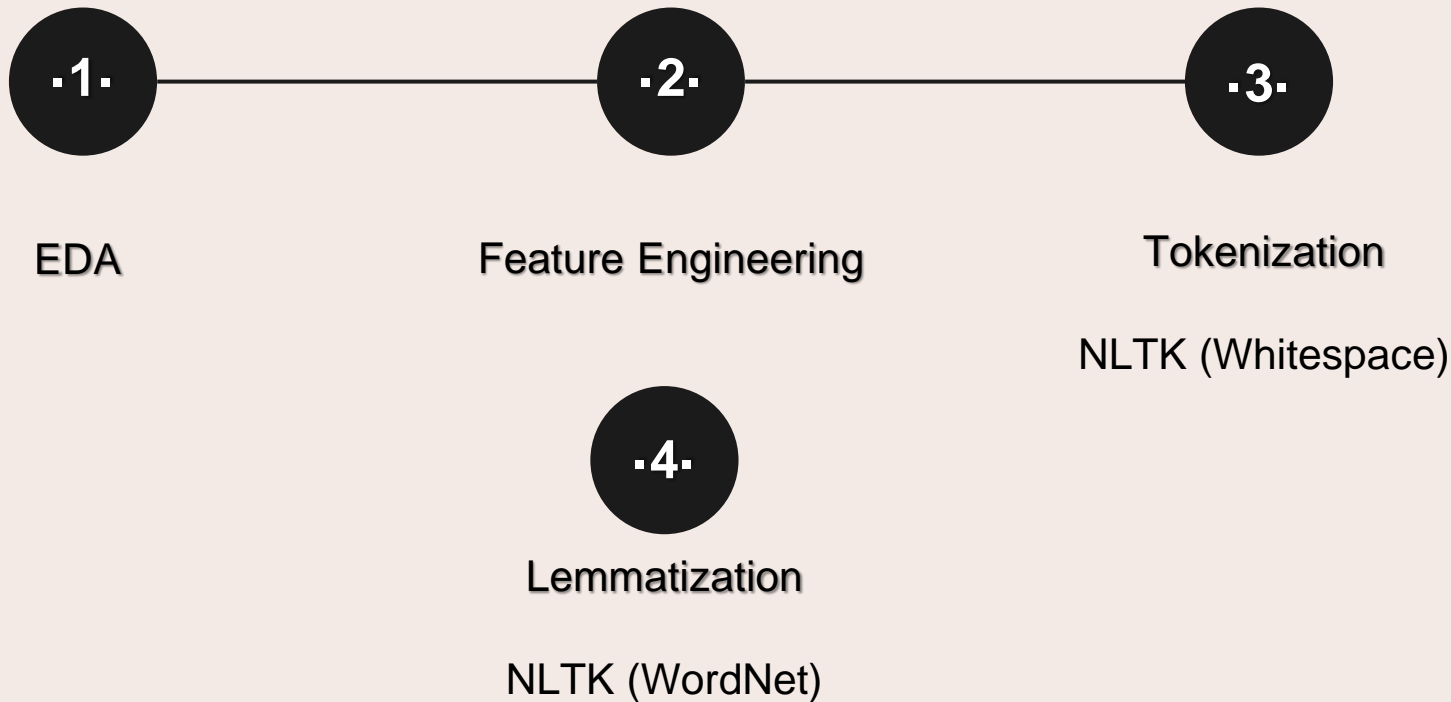 ▪1▪
▪2▪
▪3▪
EDA
Feature Engineering
Tokenization
NLTK (Whitespace)
▪4▪
Lemmatization
NLTK (WordNet)